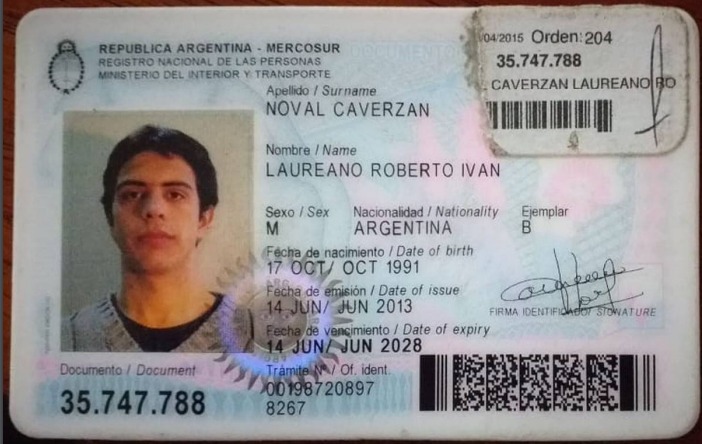 REPUBLICA ARGENTINA - MERCOSUR
REGISTRO NACIONAL DE LAS PERSONAS
MINISTERIO DEL INTERIOR Y TRANSPORTE
/04/2015 Orden: 204
35.747.788
CAVERZAN LAUREANO RO
Apellido / Surname
NOVAL CAVERZAN
Nombre / Name
LAUREANO ROBERTO IVAN
Sexo / Sex Nacionalidad / Nationality Ejemplar
M ARGENTINA B
Fecha de nacimiento / Date of birth
17 OCT/ OCT 1991
Fecha de emisión / Date of issue
14 JUN/ JUN 2013
Fecha de vencimiento / Date of expiry
14 JUN/ JUN 2028
FIRMA IDENTIFICADO/ SIGNATURE
Documento / Document
35.747.788
Trámite Nº / Of. ident.
00198720897
8267